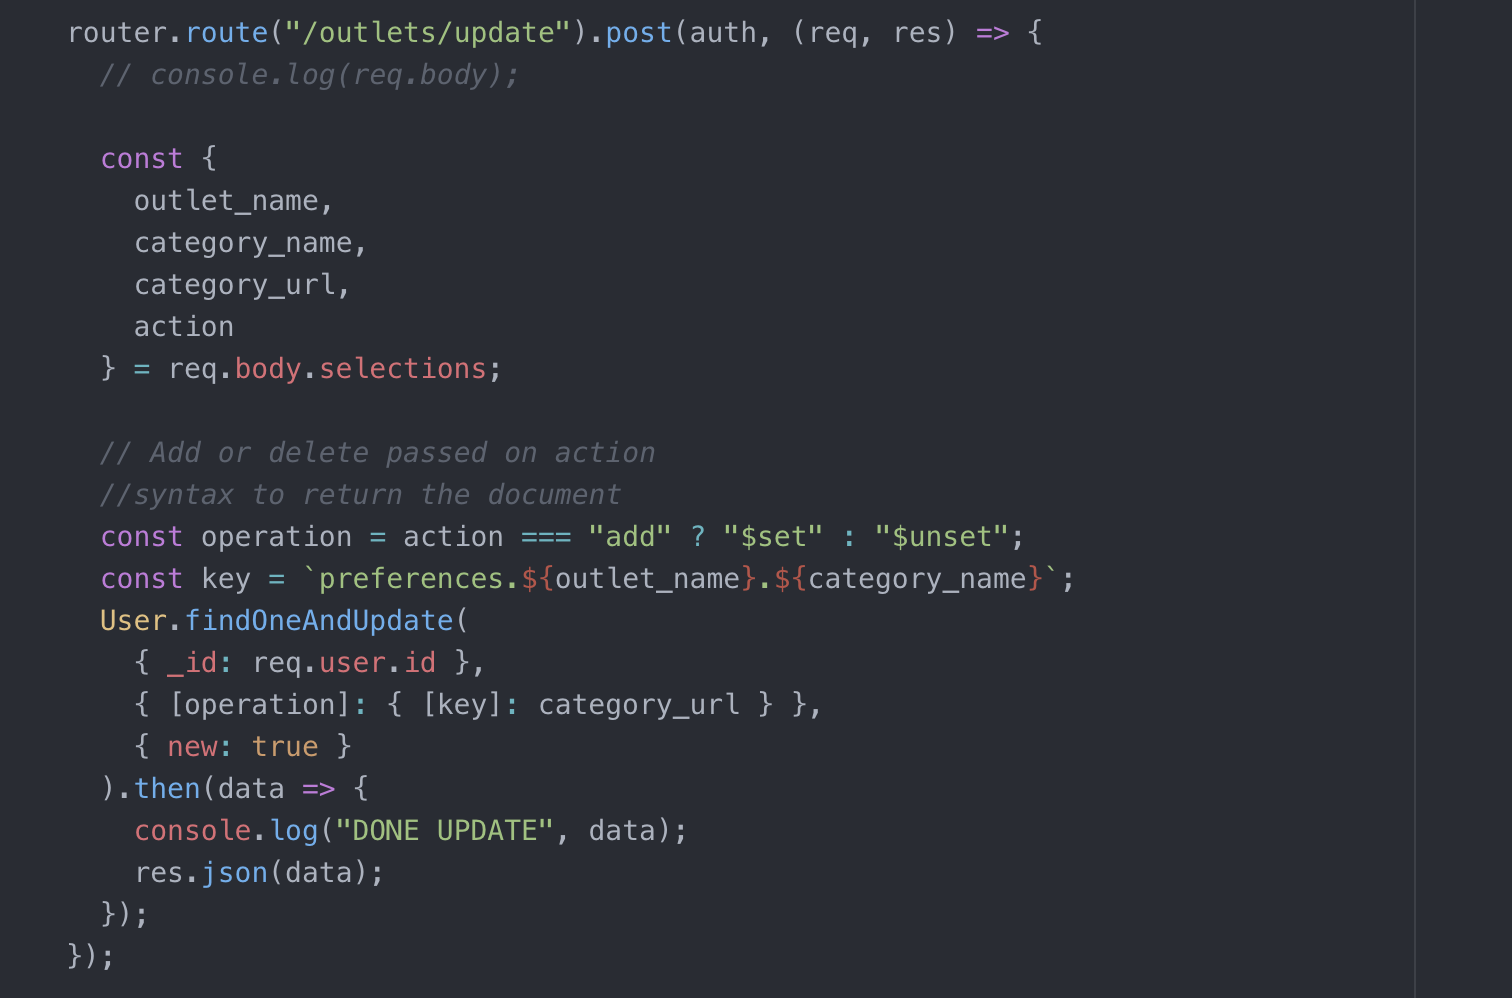 router.route("/outlets/update").post(auth, (req, res) => {
// console.log(req.body);
const {
outlet_name,
category_name,
category_url,
action
} = req.body.selections;
// Add or delete passed on action
//syntax to return the document
const operation = action === "add" ? "$set" : "$unset";
const key = `preferences.${outlet_name}.${category_name}`;
User.findOneAndUpdate(
{ _id: req.user.id },
{ [operation]: { [key]: category_url } },
{ new: true }
).then(data => {
console.log("DONE UPDATE", data);
res.json(data);
});
});